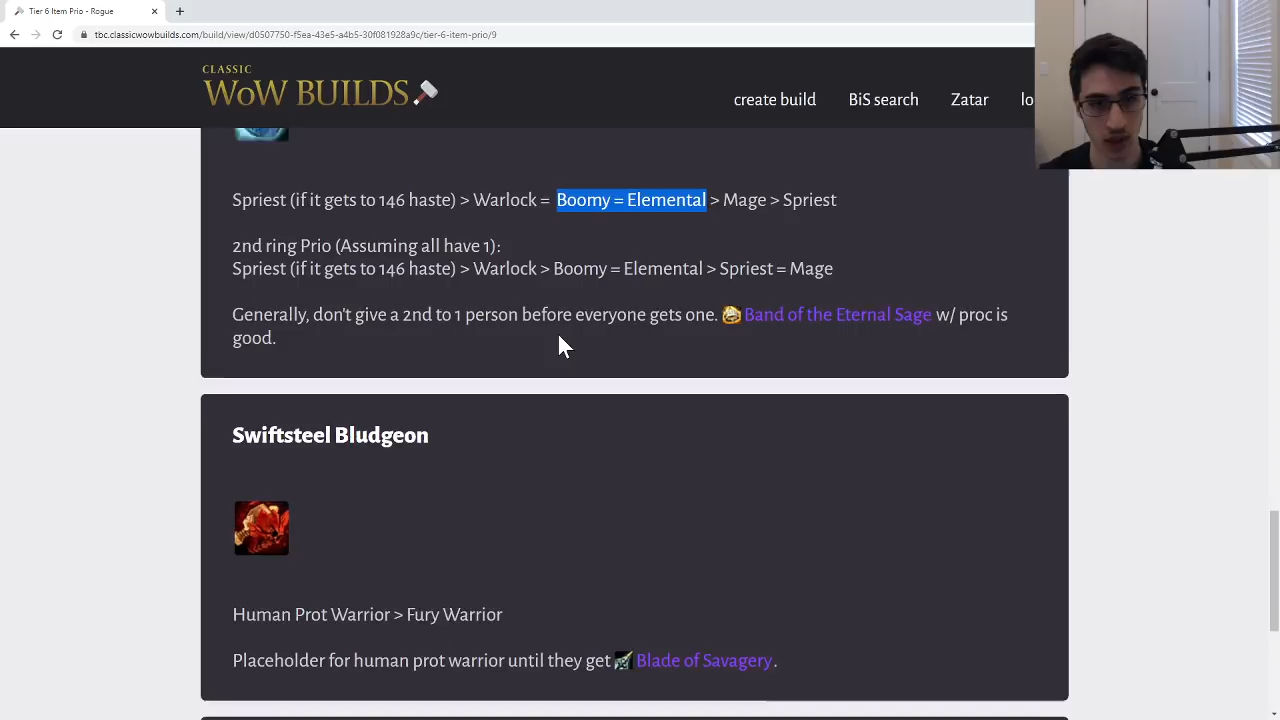 Tier 6 Item Prio - Rogue
tbc.classicwowbuilds.com/build/view/d0507750-f5ea-43e5-a4b5-30f081928a9c/tier-6-item-prio/9
CLASSIC
WoW BUILDS
create build BiS search Zatar lo
Spriest (if it gets to 146 haste) > Warlock = Boomy = Elemental > Mage > Spriest
2nd ring Prio (Assuming all have 1):
Spriest (if it gets to 146 haste) > Warlock > Boomy = Elemental > Spriest = Mage
Generally, don't give a 2nd to 1 person before everyone gets one. Band of the Eternal Sage w/ proc is
good.
Swiftsteel Bludgeon
Human Prot Warrior > Fury Warrior
Placeholder for human prot warrior until they get Blade of Savagery.